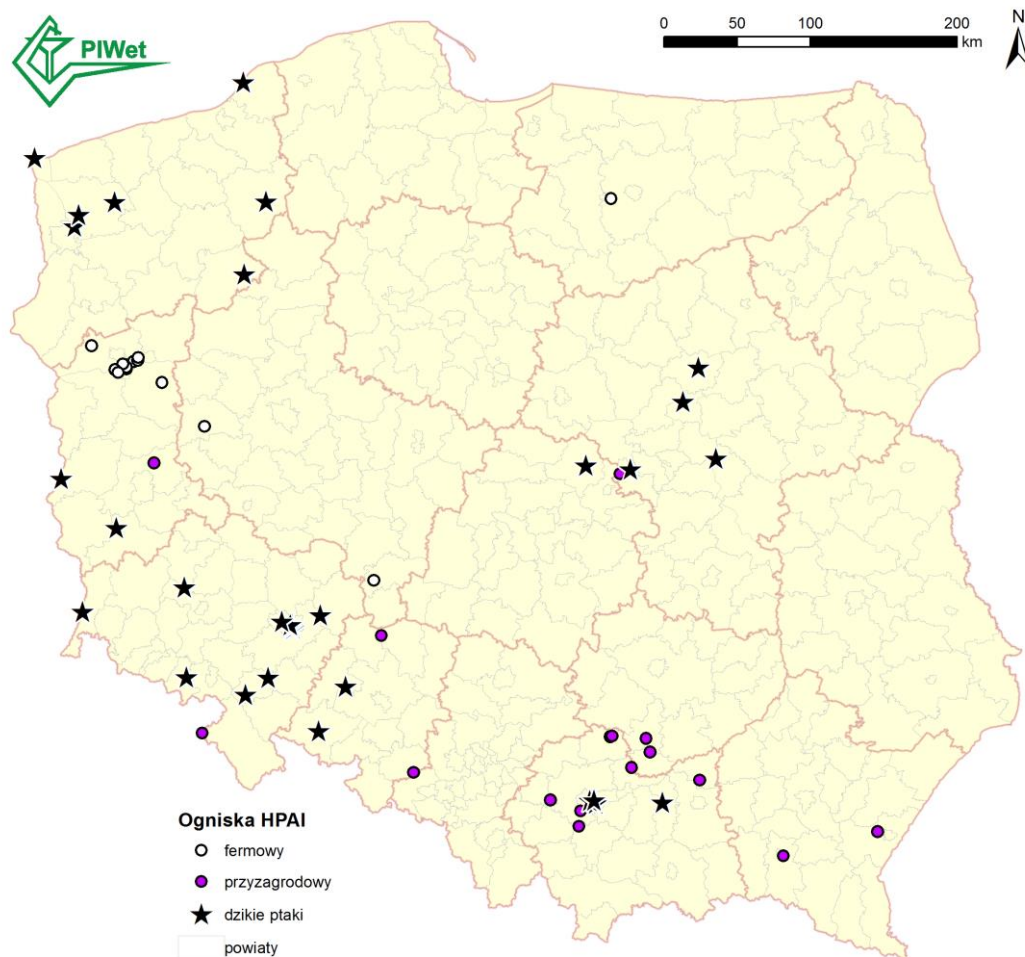 PIWet
0 50 100 200
km
N
Ogniska HPAI
fermowy
przyzagrodowy
dzikie ptaki
powiaty